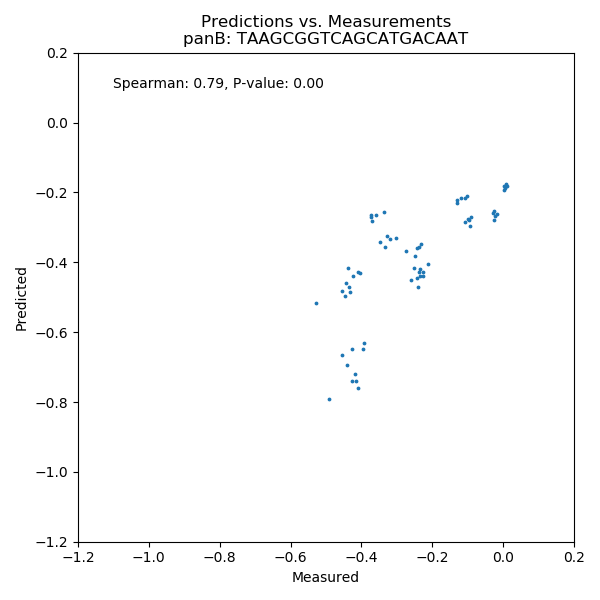 Predictions vs. Measurements
panB: TAAGCGGTCAGCATGACAAT
Spearman: 0.79, P-value: 0.00
0.2
0.0
−0.2
−0.4
−0.6
−0.8
−1.0
−1.2
Predicted
−1.2 −1.0 −0.8 −0.6 −0.4 −0.2 0.0 0.2
Measured